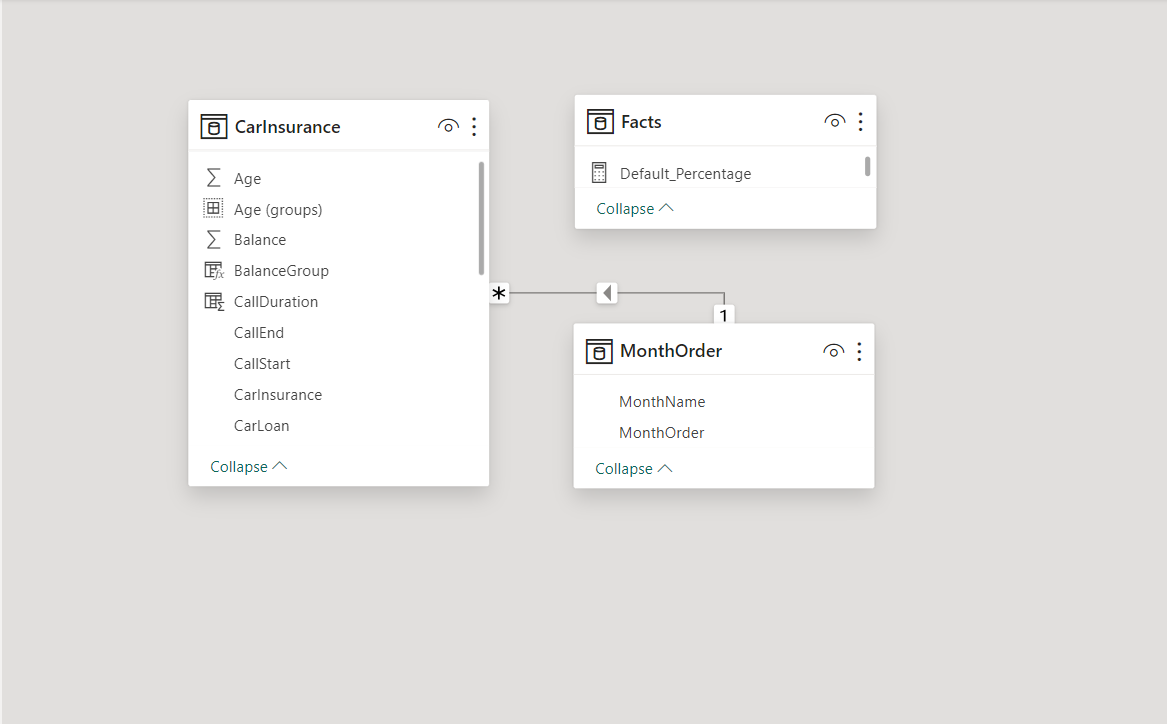 CarInsurance
Age
Age (groups)
Balance
BalanceGroup
CallDuration
CallEnd
CallStart
CarInsurance
CarLoan
Collapse
Facts
Default_Percentage
Collapse
*
1
MonthOrder
MonthName
MonthOrder
Collapse